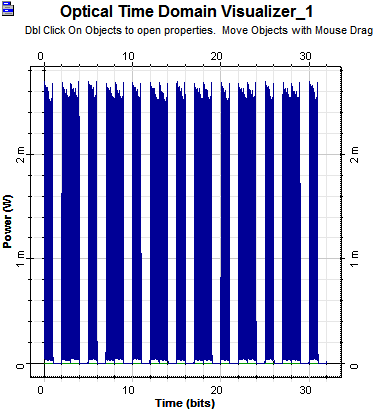 Optical Time Domain Visualizer_1
Dbl Click On Objects to open properties. Move Objects with Mouse Drag
0 10 20 30
Power (W)
2 m 2 m
1 m 1 m
0 0
0 10 20 30
Time (bits)